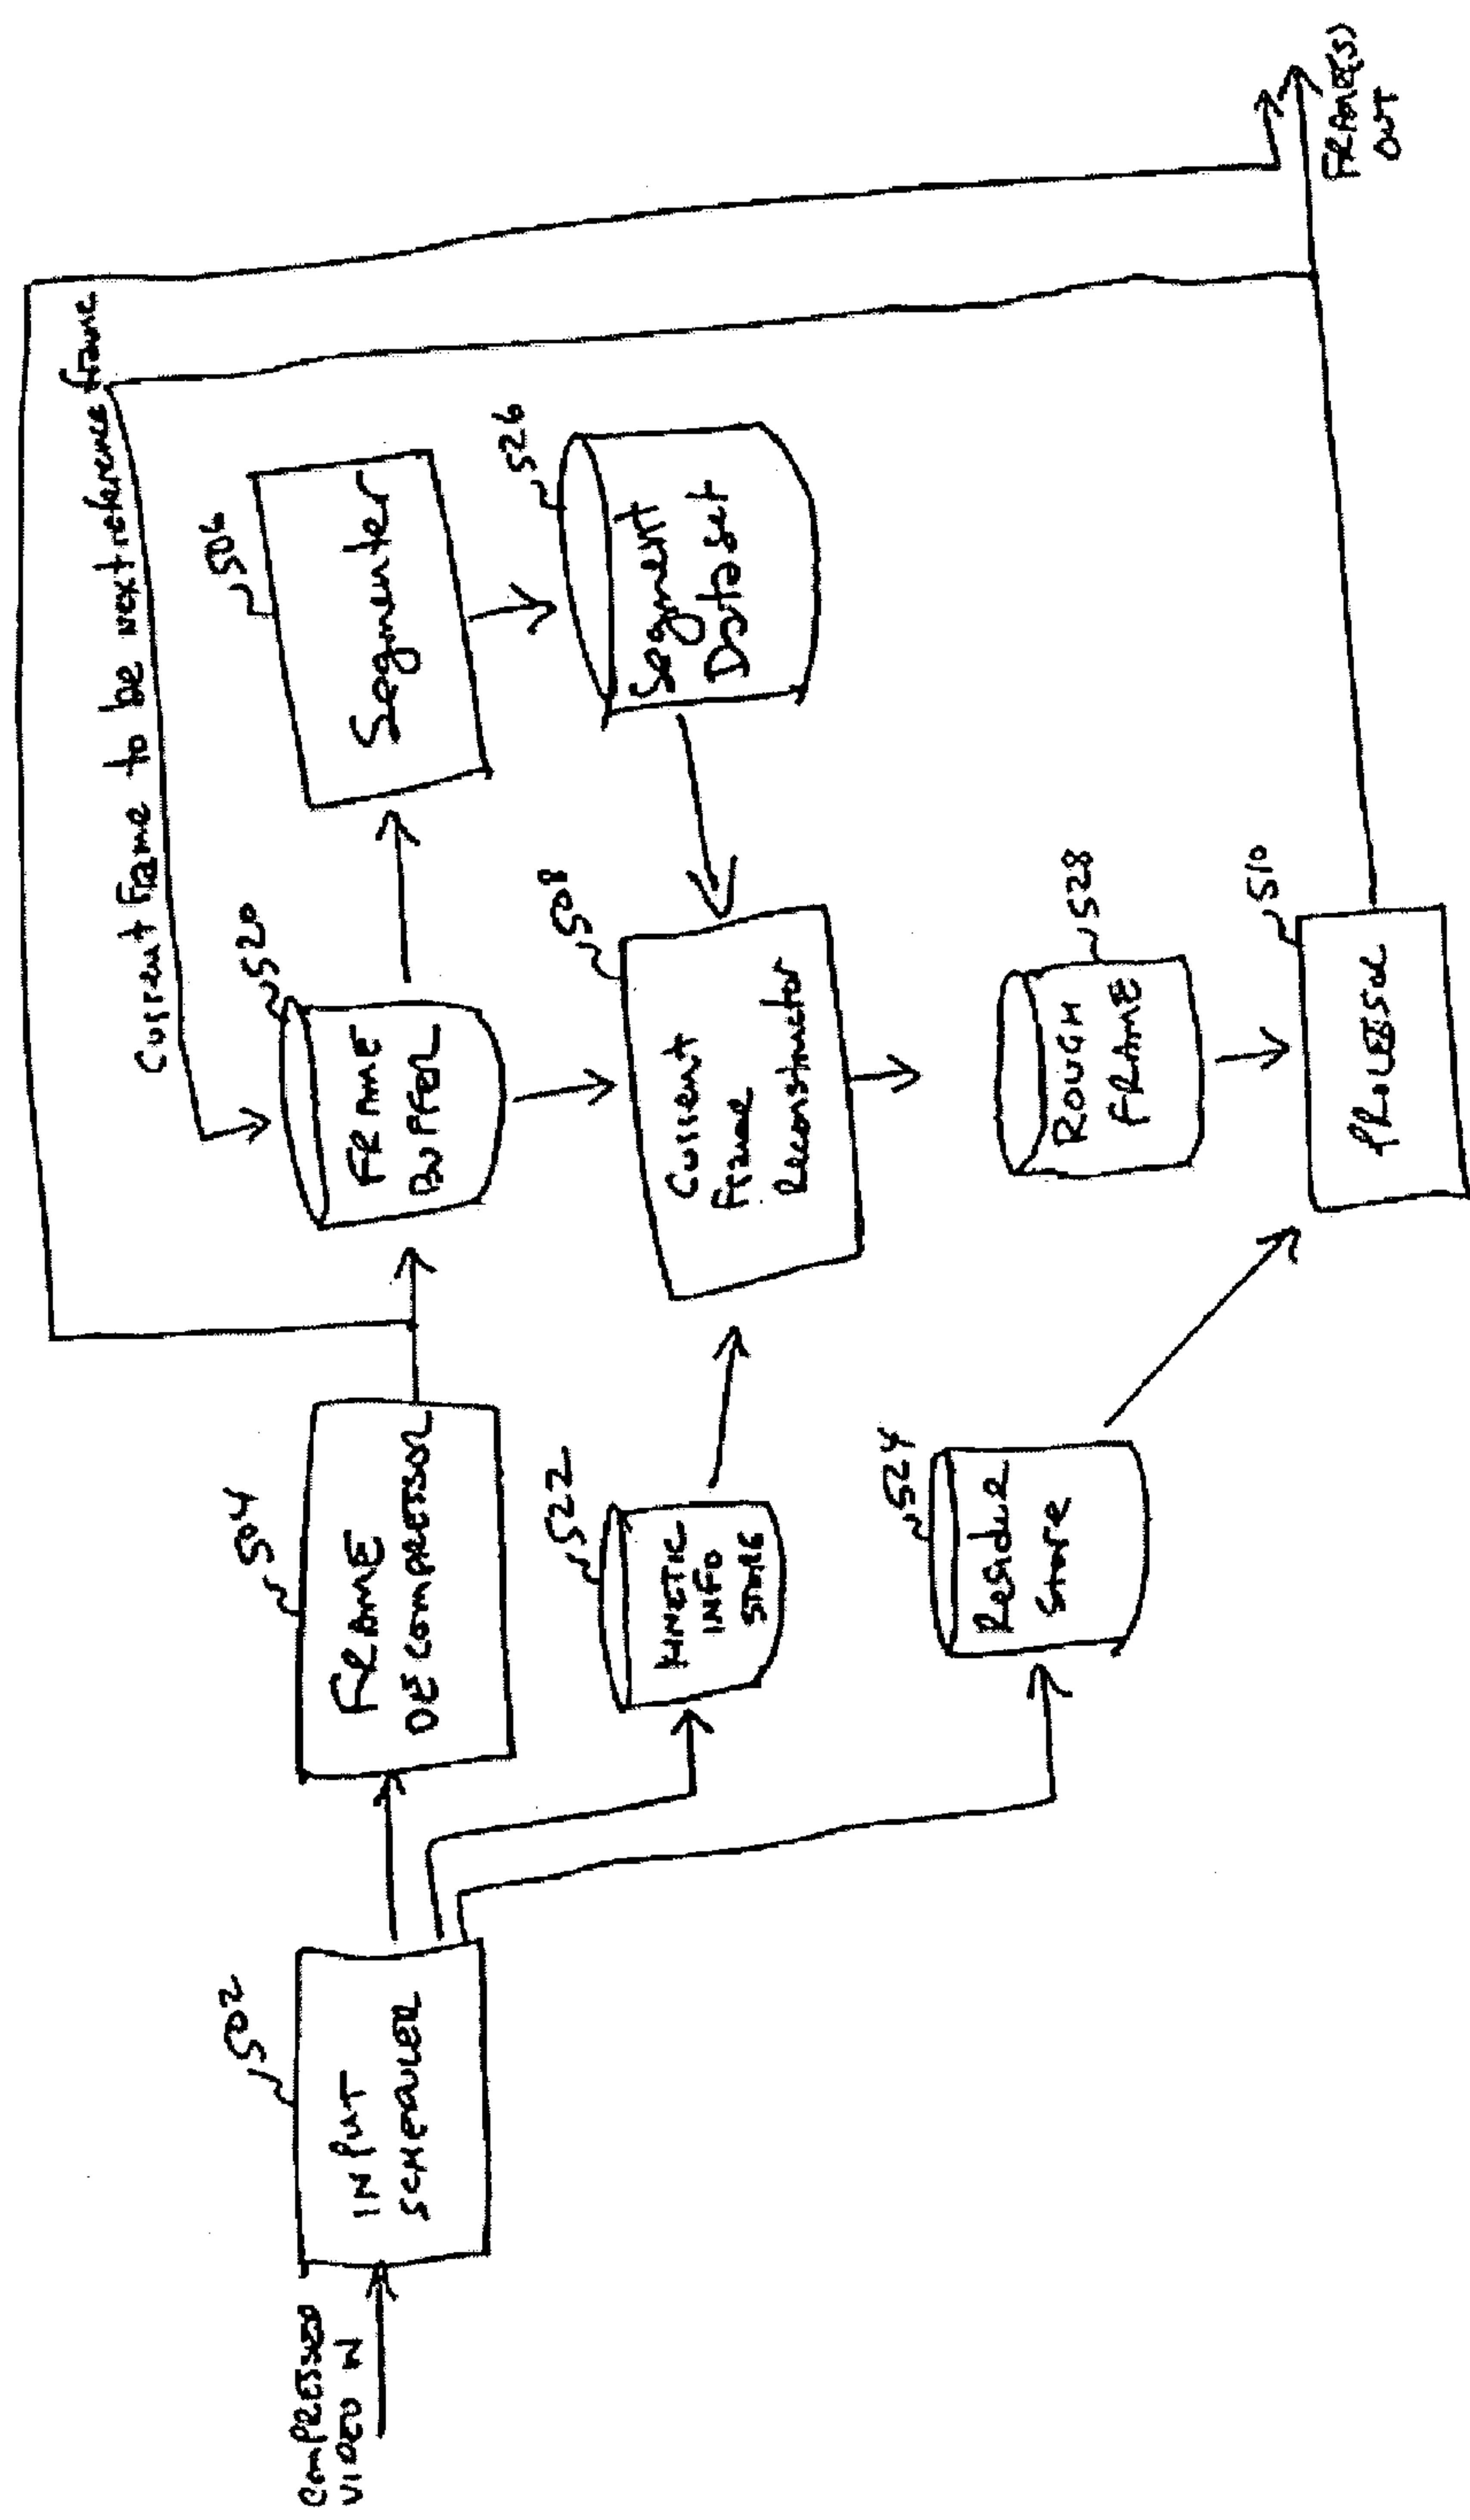 COMPRESSED
VIDEO IN
502
INPUT
SCHEDULER
504
FRAME
DECOMPRESSOR
522
KINETIC
INFO
STORE
524
Residue
Store
Current Frame to be next reference frame
520
FRAME
BUFFER
506
Segmenter
526
Segment
Data out
508
Current
Frame
Reconstructor
528
ROUGH
FRAME
510
PROCESSOR
FRAME(S)
OUT